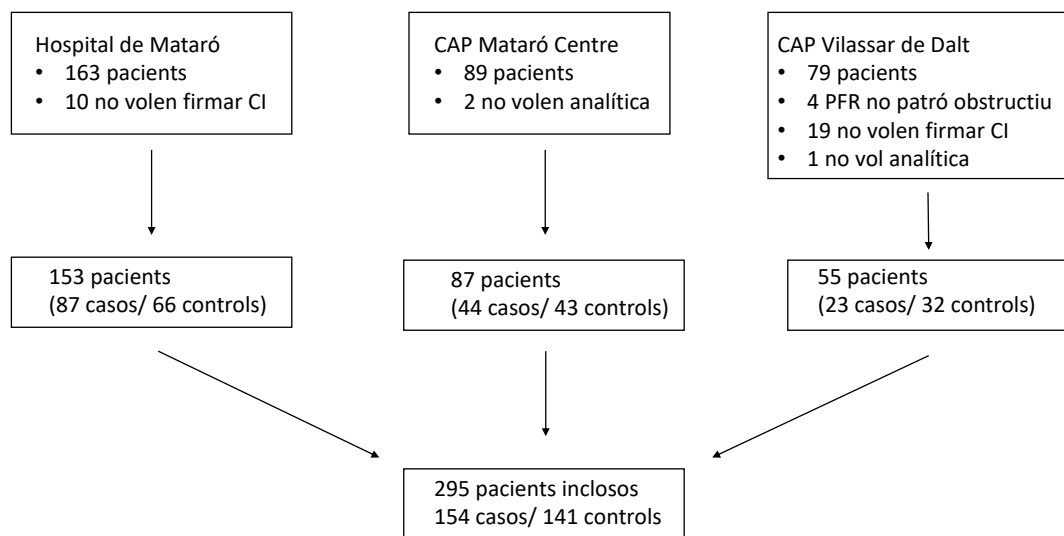 Hospital de Mataró
• 163 pacients
• 10 no volen firmar CI
CAP Mataró Centre
• 89 pacients
• 2 no volen analítica
CAP Vilassar de Dalt
• 79 pacients
• 4 PFR no patró obstructiu
• 19 no volen firmar CI
• 1 no vol analítica
153 pacients
(87 casos/ 66 controls)
87 pacients
(44 casos/ 43 controls)
55 pacients
(23 casos/ 32 controls)
295 pacients inclosos
154 casos/ 141 controls